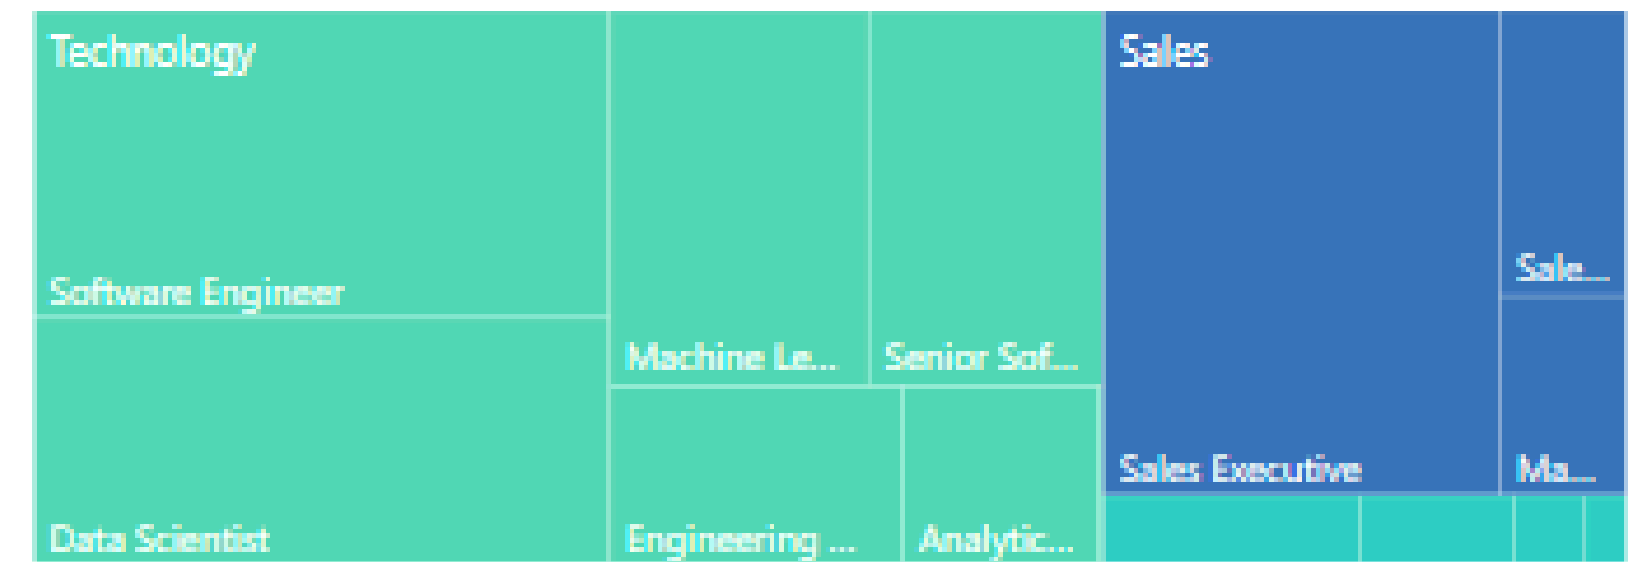 Technology
Software Engineer
Data Scientist
Machine Le...
Senior Sof...
Engineering ...
Analytic...
Sales
Sales Executive
Sale...
Ma...